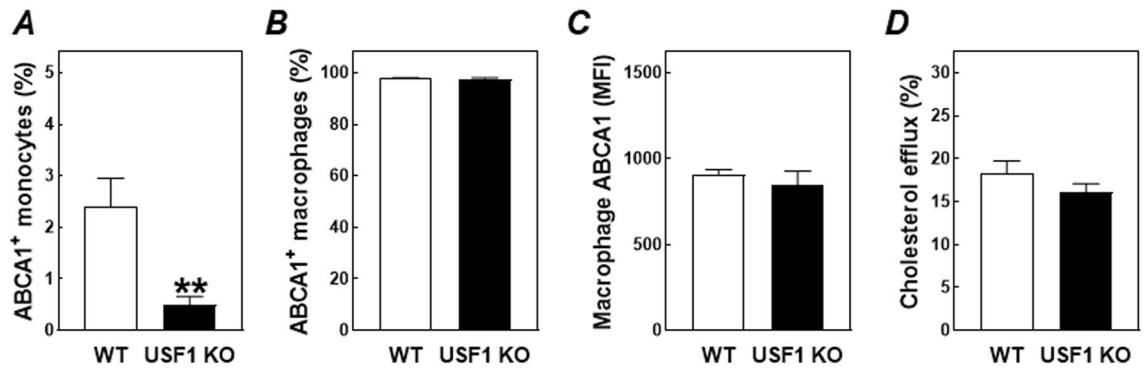 A
ABCA1+ monocytes (%)
5
4
3
2
1
0
**
WT USF1 KO
B
ABCA1+ macrophages (%)
100
80
60
40
20
0
WT USF1 KO
C
Macrophage ABCA1 (MFI)
1500
1000
500
0
WT USF1 KO
D
Cholesterol efflux (%)
30
25
20
15
10
5
0
WT USF1 KO